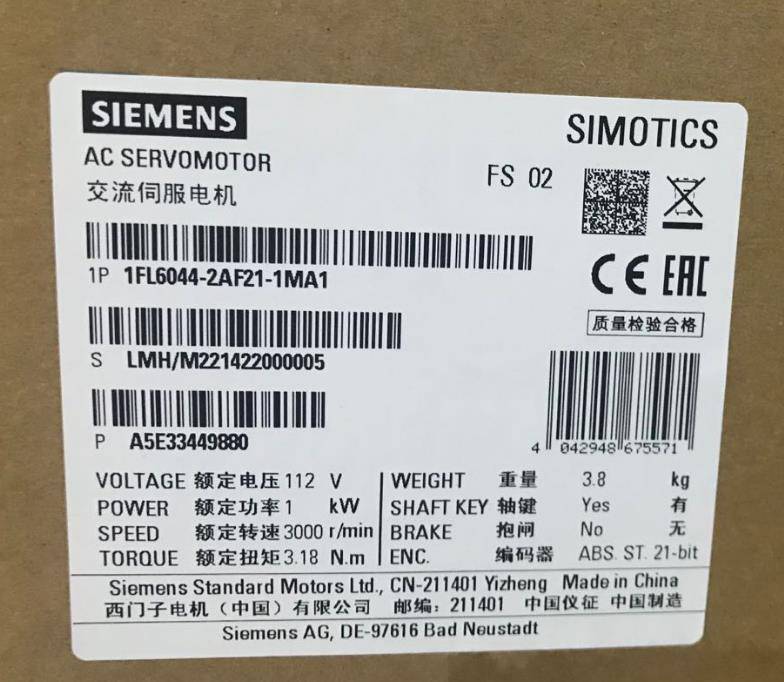 SIEMENS
SIMOTICS
AC SERVOMOTOR
FS 02
交流伺服电机
1P 1FL6044-2AF21-1MA1
CE EAC
质量检验合格
S LMH/M221422000005
P A5E33449880
4 042948 675571
VOLTAGE 额定电压 112 V
POWER 额定功率 1 kW
SPEED 额定转速 3000 r/min
TORQUE 额定扭矩 3.18 N.m
WEIGHT 重量 3.8 kg
SHAFT KEY 轴键 Yes 有
BRAKE 抱闸 No 无
ENC. 编码器 ABS. ST. 21-bit
Siemens Standard Motors Ltd., CN-211401 Yizheng Made in China
西门子电机（中国）有限公司 邮编：211401 中国仪征 中国制造
Siemens AG, DE-97616 Bad Neustadt